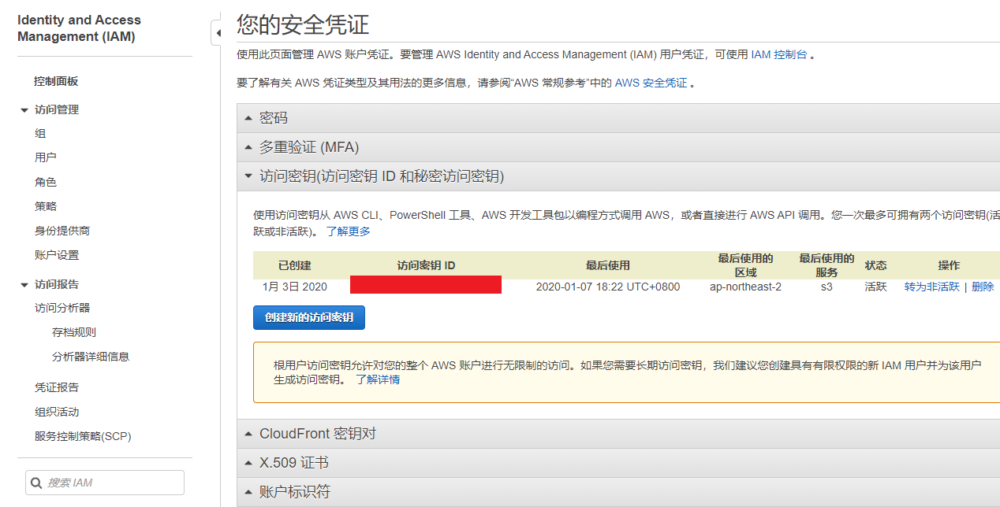 Identity and Access
Management (IAM)
控制面板
访问管理
组
用户
角色
策略
身份提供商
账户设置
访问报告
访问分析器
存档规则
分析器详细信息
凭证报告
组织活动
服务控制策略(SCP)
搜索 IAM
您的安全凭证
使用此页面管理 AWS 账户凭证。要管理 AWS Identity and Access Management (IAM) 用户凭证，可使用 IAM 控制台 。
要了解有关 AWS 凭证类型及其用法的更多信息，请参阅“AWS 常规参考”中的 AWS 安全凭证 。
密码
多重验证 (MFA)
访问密钥(访问密钥 ID 和秘密访问密钥)
使用访问密钥从 AWS CLI、PowerShell 工具、AWS 开发工具包以编程方式调用 AWS，或者直接进行 AWS API 调用。您一次最多可拥有两个访问密钥(活
跃或非活跃)。 了解更多
已创建 访问密钥 ID 最后使用 最后使用的区域 最后使用的服务 状态 操作
1月 3日 2020 2020-01-07 18:22 UTC+0800 ap-northeast-2 s3 活跃 转为非活跃 | 删除
创建新的访问密钥
根用户访问密钥允许对您的整个 AWS 账户进行无限制的访问。如果您需要长期访问密钥，我们建议您创建具有有限权限的新 IAM 用户并为该用户
生成访问密钥。 了解详情
CloudFront 密钥对
X.509 证书
账户标识符